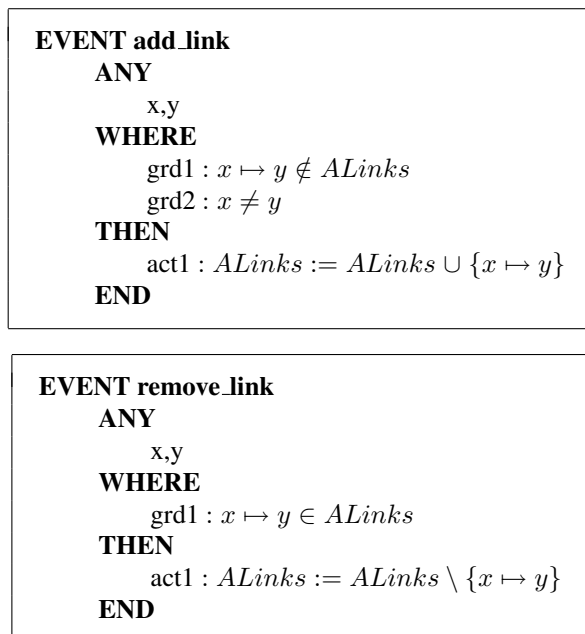 EVENT add_link
ANY
x,y
WHERE
grd1 : x ↦ y ∉ ALinks
grd2 : x ≠ y
THEN
act1 : ALinks := ALinks ∪ {x ↦ y}
END
EVENT remove_link
ANY
x,y
WHERE
grd1 : x ↦ y ∈ ALinks
THEN
act1 : ALinks := ALinks \ {x ↦ y}
END